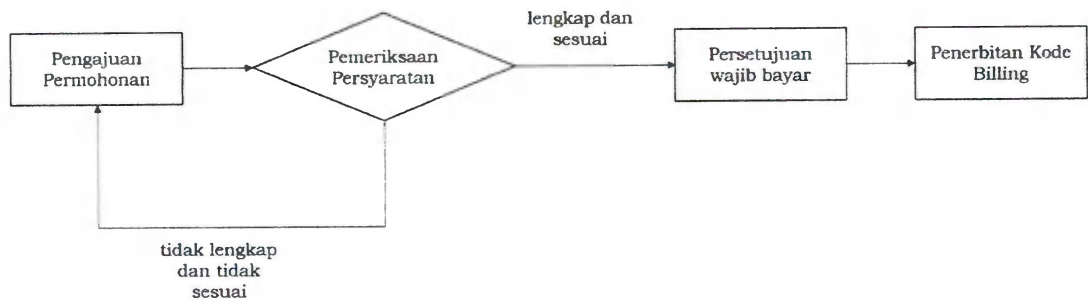 Pengajuan
Permohonan
Pemeriksaan
Persyaratan
lengkap dan
sesuai
Persetujuan
wajib bayar
Penerbitan Kode
Billing
tidak lengkap
dan tidak
sesuai